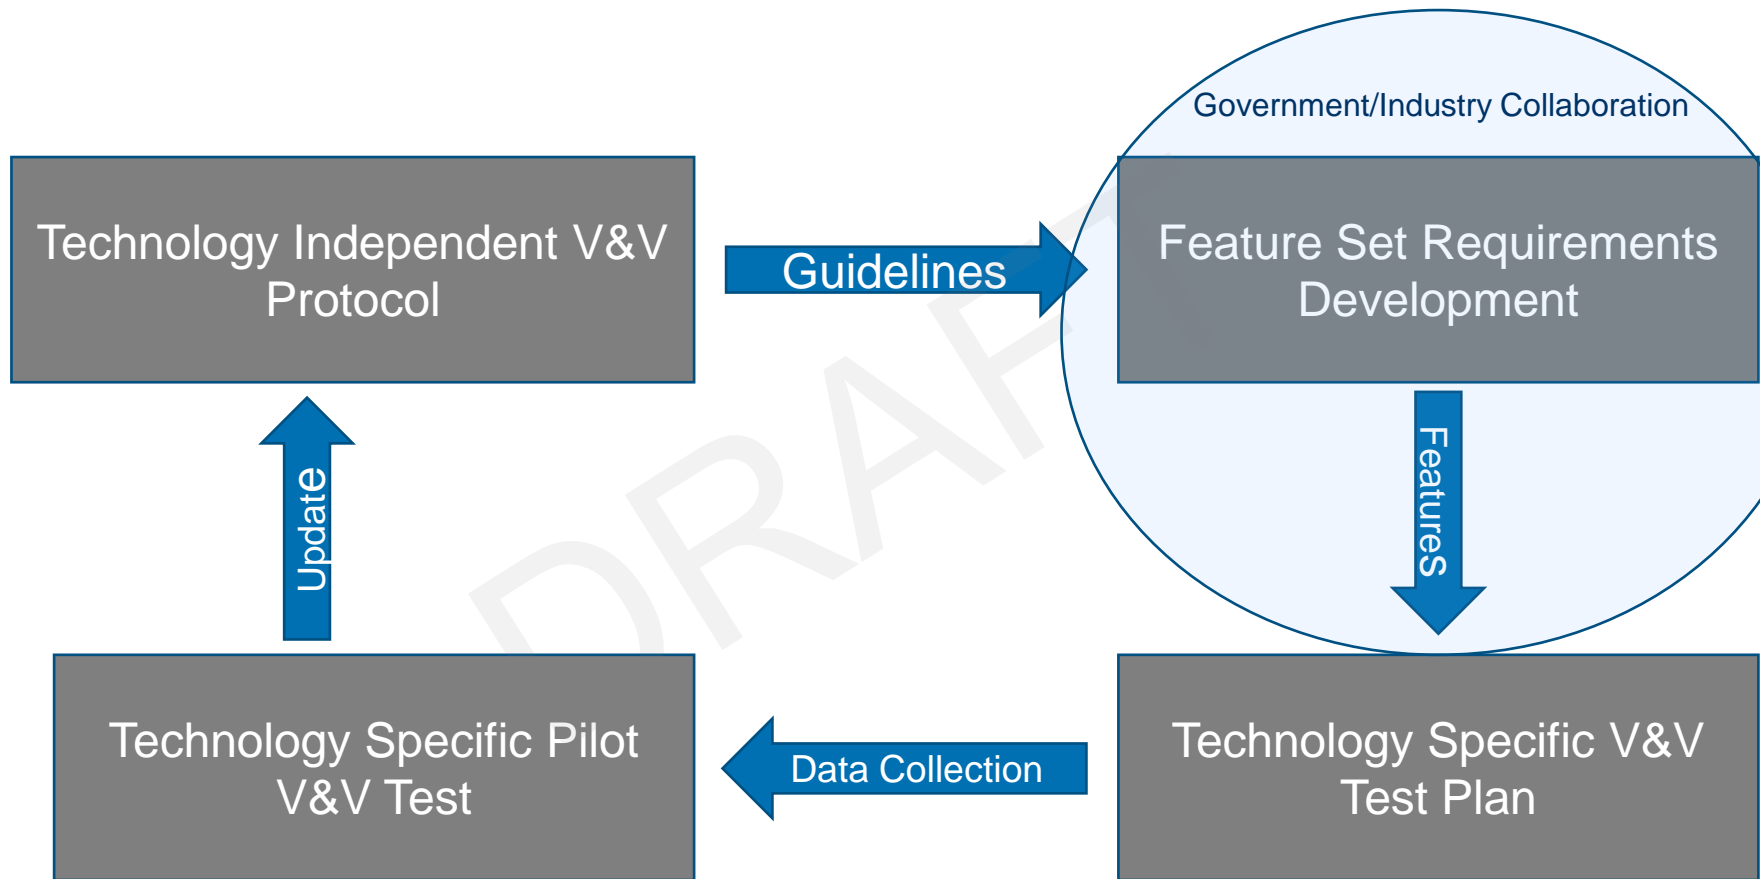 Government/Industry Collaboration
Technology Independent V&V
Protocol
Guidelines
Feature Set Requirements
Development
Update
Features
Technology Specific Pilot
V&V Test
Data Collection
Technology Specific V&V
Test Plan
DRAFT